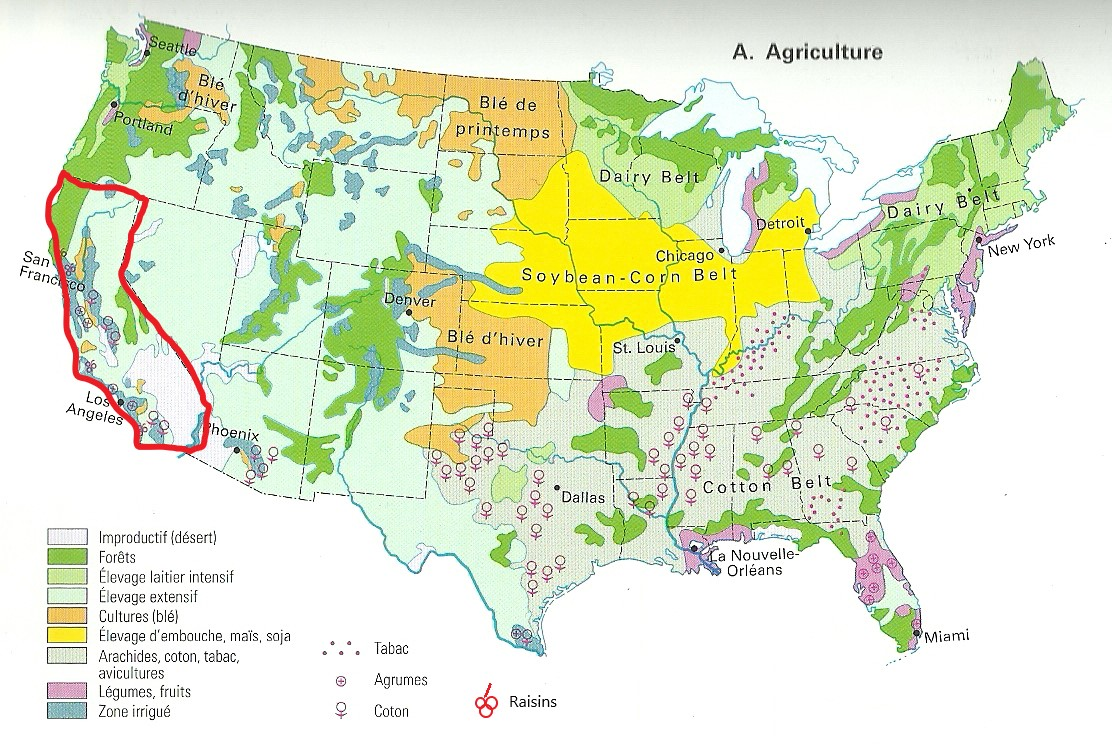 A. Agriculture
Seattle
Blé
d'hiver
Portland
Blé de
printemps
Dairy Belt
Dairy Belt
Detroit
New York
Chicago
San
Francisco
Soybean-Corn Belt
Denver
Blé d'hiver
St. Louis
Los
Angeles
Phoenix
Cotton Belt
Dallas
La Nouvelle-
Orléans
Miami
Improductif (désert)
Forêts
Élevage laitier intensif
Élevage extensif
Cultures (blé)
Élevage d'embouche, maïs, soja
Arachides, coton, tabac,
avicultures
Légumes, fruits
Zone irrigué
Tabac
Agrumes
Coton
Raisins